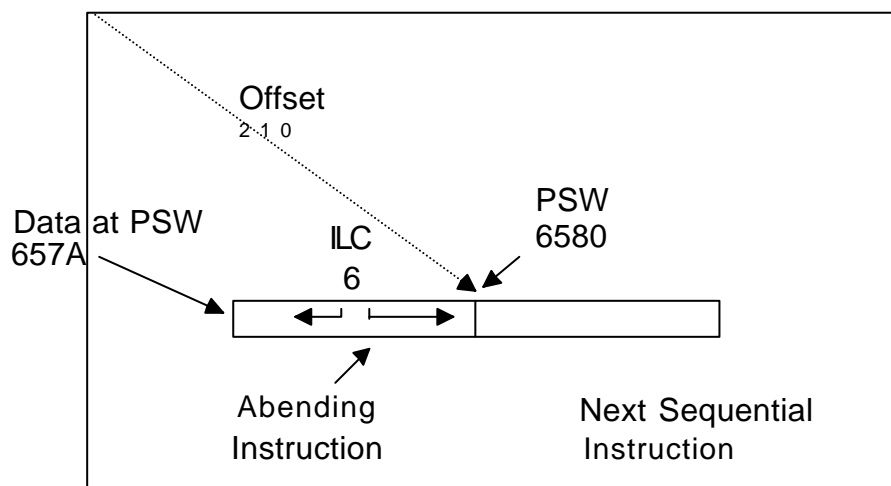 Offset
2 1 0
PSW
6580
Data at PSW
657A
ILC
6
Abending
Instruction
Next Sequential
Instruction